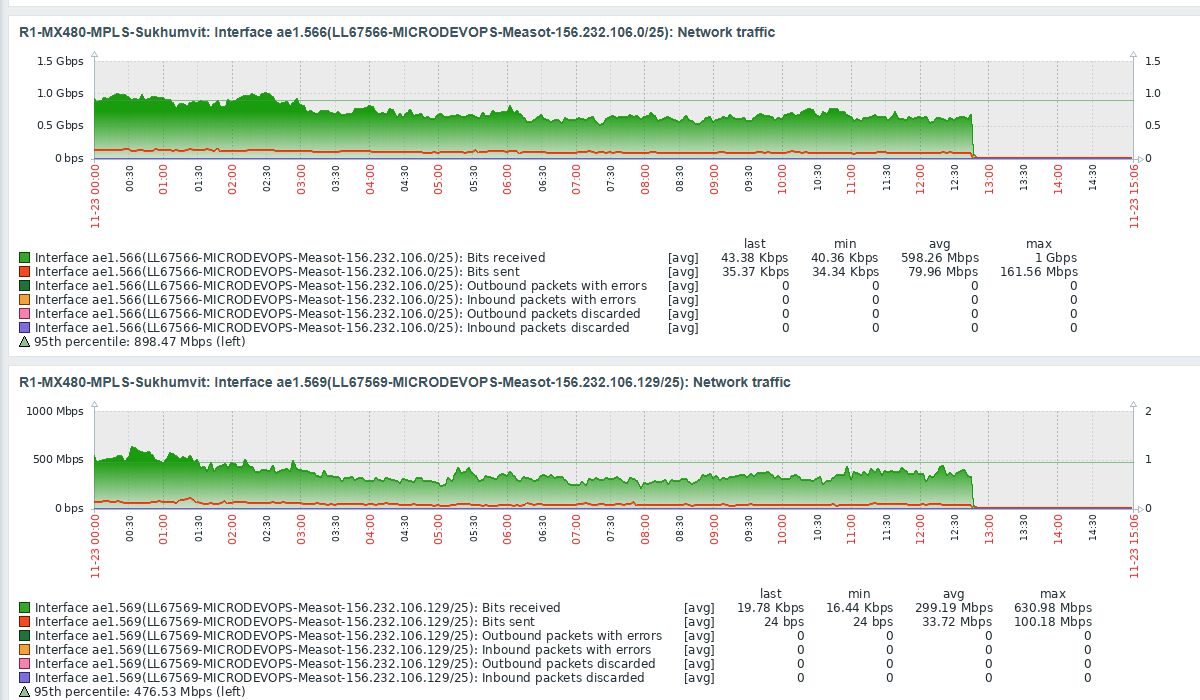 R1-MX480-MPLS-Sukhumvit: Interface ae1.566(LL67566-MICRODEVOPS-Measot-156.232.106.0/25): Network traffic
1.5 Gbps 1.5
1.0 Gbps 1.0
0.5 Gbps 0.5
0 bps 0
11-23 00:00 00:30 01:00 01:30 02:00 02:30 03:00 03:30 04:00 04:30 05:00 05:30 06:00 06:30 07:00 07:30 08:00 08:30 09:00 09:30 10:00 10:30 11:00 11:30 12:00 12:30 13:00 13:30 14:00 14:30 11-23 15:06
last min avg max
Interface ae1.566(LL67566-MICRODEVOPS-Measot-156.232.106.0/25): Bits received [avg] 43.38 Kbps 40.36 Kbps 598.26 Mbps 1 Gbps
Interface ae1.566(LL67566-MICRODEVOPS-Measot-156.232.106.0/25): Bits sent [avg] 35.37 Kbps 34.34 Kbps 79.96 Mbps 161.56 Mbps
Interface ae1.566(LL67566-MICRODEVOPS-Measot-156.232.106.0/25): Outbound packets with errors [avg] 0 0 0 0
Interface ae1.566(LL67566-MICRODEVOPS-Measot-156.232.106.0/25): Inbound packets with errors [avg] 0 0 0 0
Interface ae1.566(LL67566-MICRODEVOPS-Measot-156.232.106.0/25): Outbound packets discarded [avg] 0 0 0 0
Interface ae1.566(LL67566-MICRODEVOPS-Measot-156.232.106.0/25): Inbound packets discarded [avg] 0 0 0 0
95th percentile: 898.47 Mbps (left)
R1-MX480-MPLS-Sukhumvit: Interface ae1.569(LL67569-MICRODEVOPS-Measot-156.232.106.129/25): Network traffic
1000 Mbps 2
500 Mbps 1
0 bps 0
11-23 00:00 00:30 01:00 01:30 02:00 02:30 03:00 03:30 04:00 04:30 05:00 05:30 06:00 06:30 07:00 07:30 08:00 08:30 09:00 09:30 10:00 10:30 11:00 11:30 12:00 12:30 13:00 13:30 14:00 14:30 11-23 15:06
last min avg max
Interface ae1.569(LL67569-MICRODEVOPS-Measot-156.232.106.129/25): Bits received [avg] 19.78 Kbps 16.44 Kbps 299.19 Mbps 630.98 Mbps
Interface ae1.569(LL67569-MICRODEVOPS-Measot-156.232.106.129/25): Bits sent [avg] 24 bps 24 bps 33.72 Mbps 100.18 Mbps
Interface ae1.569(LL67569-MICRODEVOPS-Measot-156.232.106.129/25): Outbound packets with errors [avg] 0 0 0 0
Interface ae1.569(LL67569-MICRODEVOPS-Measot-156.232.106.129/25): Inbound packets with errors [avg] 0 0 0 0
Interface ae1.569(LL67569-MICRODEVOPS-Measot-156.232.106.129/25): Outbound packets discarded [avg] 0 0 0 0
Interface ae1.569(LL67569-MICRODEVOPS-Measot-156.232.106.129/25): Inbound packets discarded [avg] 0 0 0 0
95th percentile: 476.53 Mbps (left)